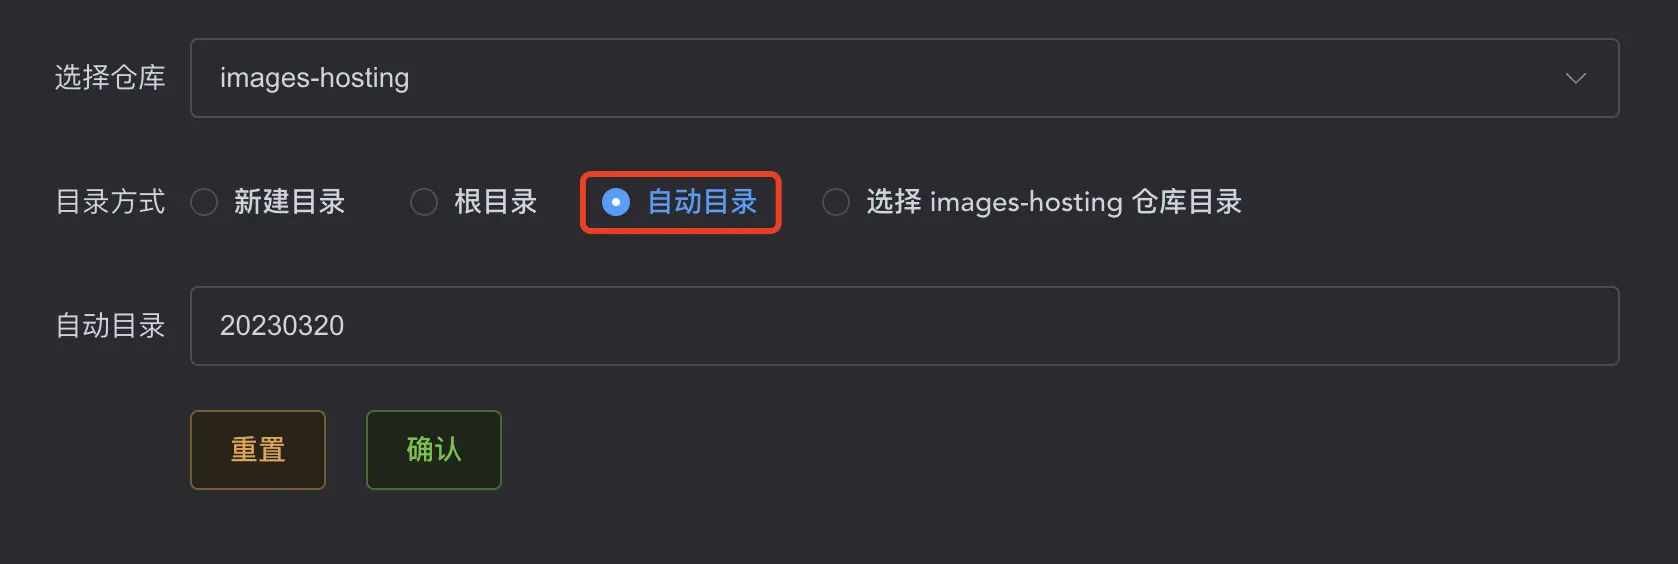 选择仓库 images-hosting
目录方式 新建目录 根目录 自动目录 选择 images-hosting 仓库目录
自动目录 20230320
重置 确认